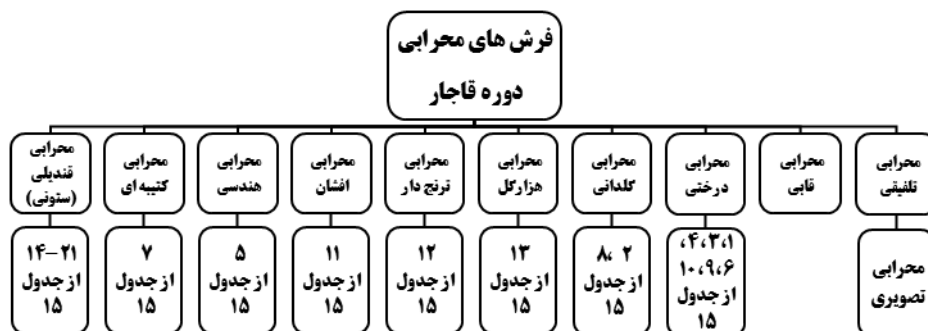 فرش های محرابی
دوره قاجار
محرابی
تلفیقی
محرابی
قابی
محرابی
درختی
محرابی
گلدانی
محرابی
هزارگل
محرابی
ترنج دار
محرابی
افشان
محرابی
هندسی
محرابی
کتیبه ای
محرابی
قندیلی
(ستونی)
محرابی
تصویری
۱،۳،۴،
۶،۹،۱۰
از جدول
۱۵
۲ ،۸
از جدول
۱۵
۱۳
از جدول
۱۵
۱۲
از جدول
۱۵
۱۱
از جدول
۱۵
۵
از جدول
۱۵
۷
از جدول
۱۵
۱۴–۲۱
از جدول
۱۵